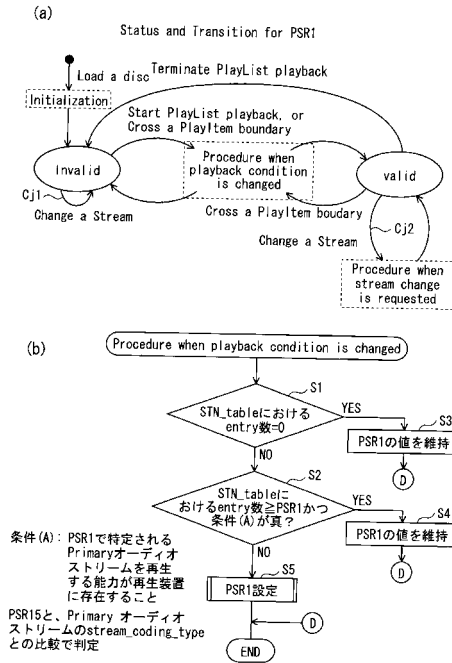 (a)
Status and Transition for PSR1
Load a disc
Terminate PlayList playback
Initialization
Start PlayList playback, or
Cross a PlayItem boundary
Invalid
Procedure when
playback condition
is changed
valid
Cj1
Change a Stream
Cross a PlayItem boudary
Change a Stream
Cj2
Procedure when
stream change
is requested
(b)
Procedure when playback condition is changed
S1
STN_tableにおける
entry数=0
YES
S3
PSR1の値を維持
D
NO
S2
STN_tableに
おけるentry数≧PSR1かつ
条件(A)が真?
YES
S4
PSR1の値を維持
D
NO
条件(A): PSR1で特定される
Primaryオーディオ
ストリームを再生
する能力が再生装置
に存在すること
PSR15と、Primary オーディオ
ストリームのstream_coding_type
との比較で判定
S5
PSR1設定
D
END